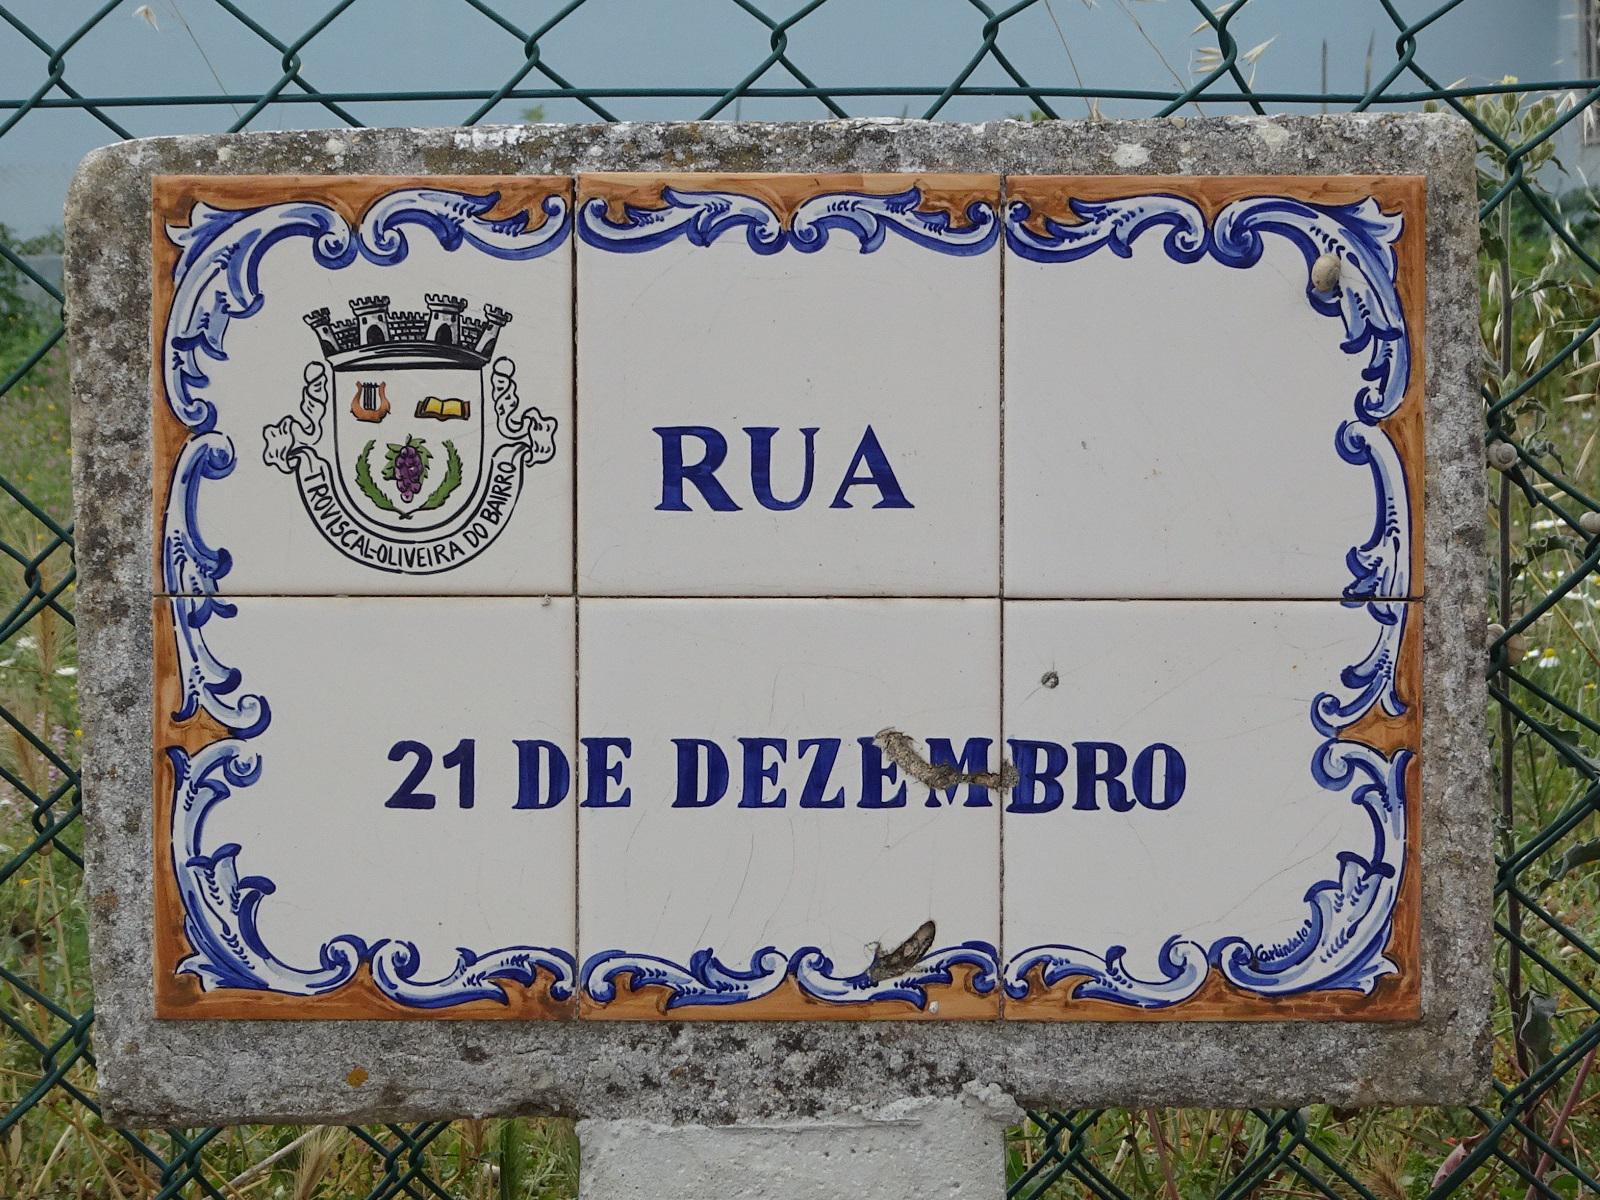 TROVISCAL-OLIVEIRA DO BAIRRO
RUA
21 DE DEZEMBRO